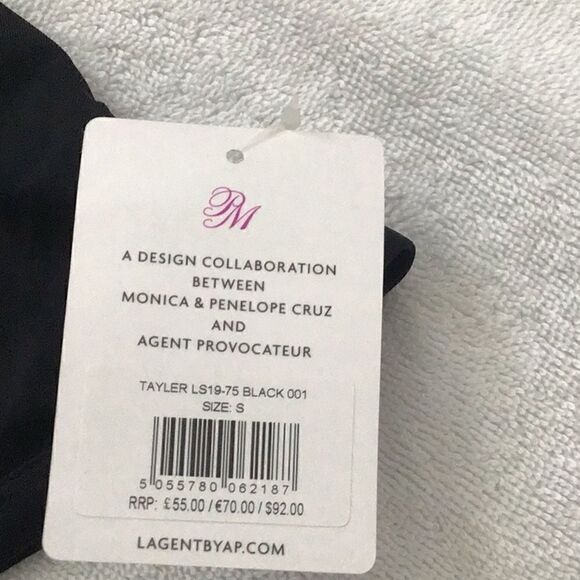 PM
A DESIGN COLLABORATION
BETWEEN
MONICA & PENELOPE CRUZ
AND
AGENT PROVOCATEUR
TAYLER LS19-75 BLACK 001
SIZE: S
5 055780 062187
RRP: £55.00 / €70.00 / $92.00
LAGENTBYAP.COM